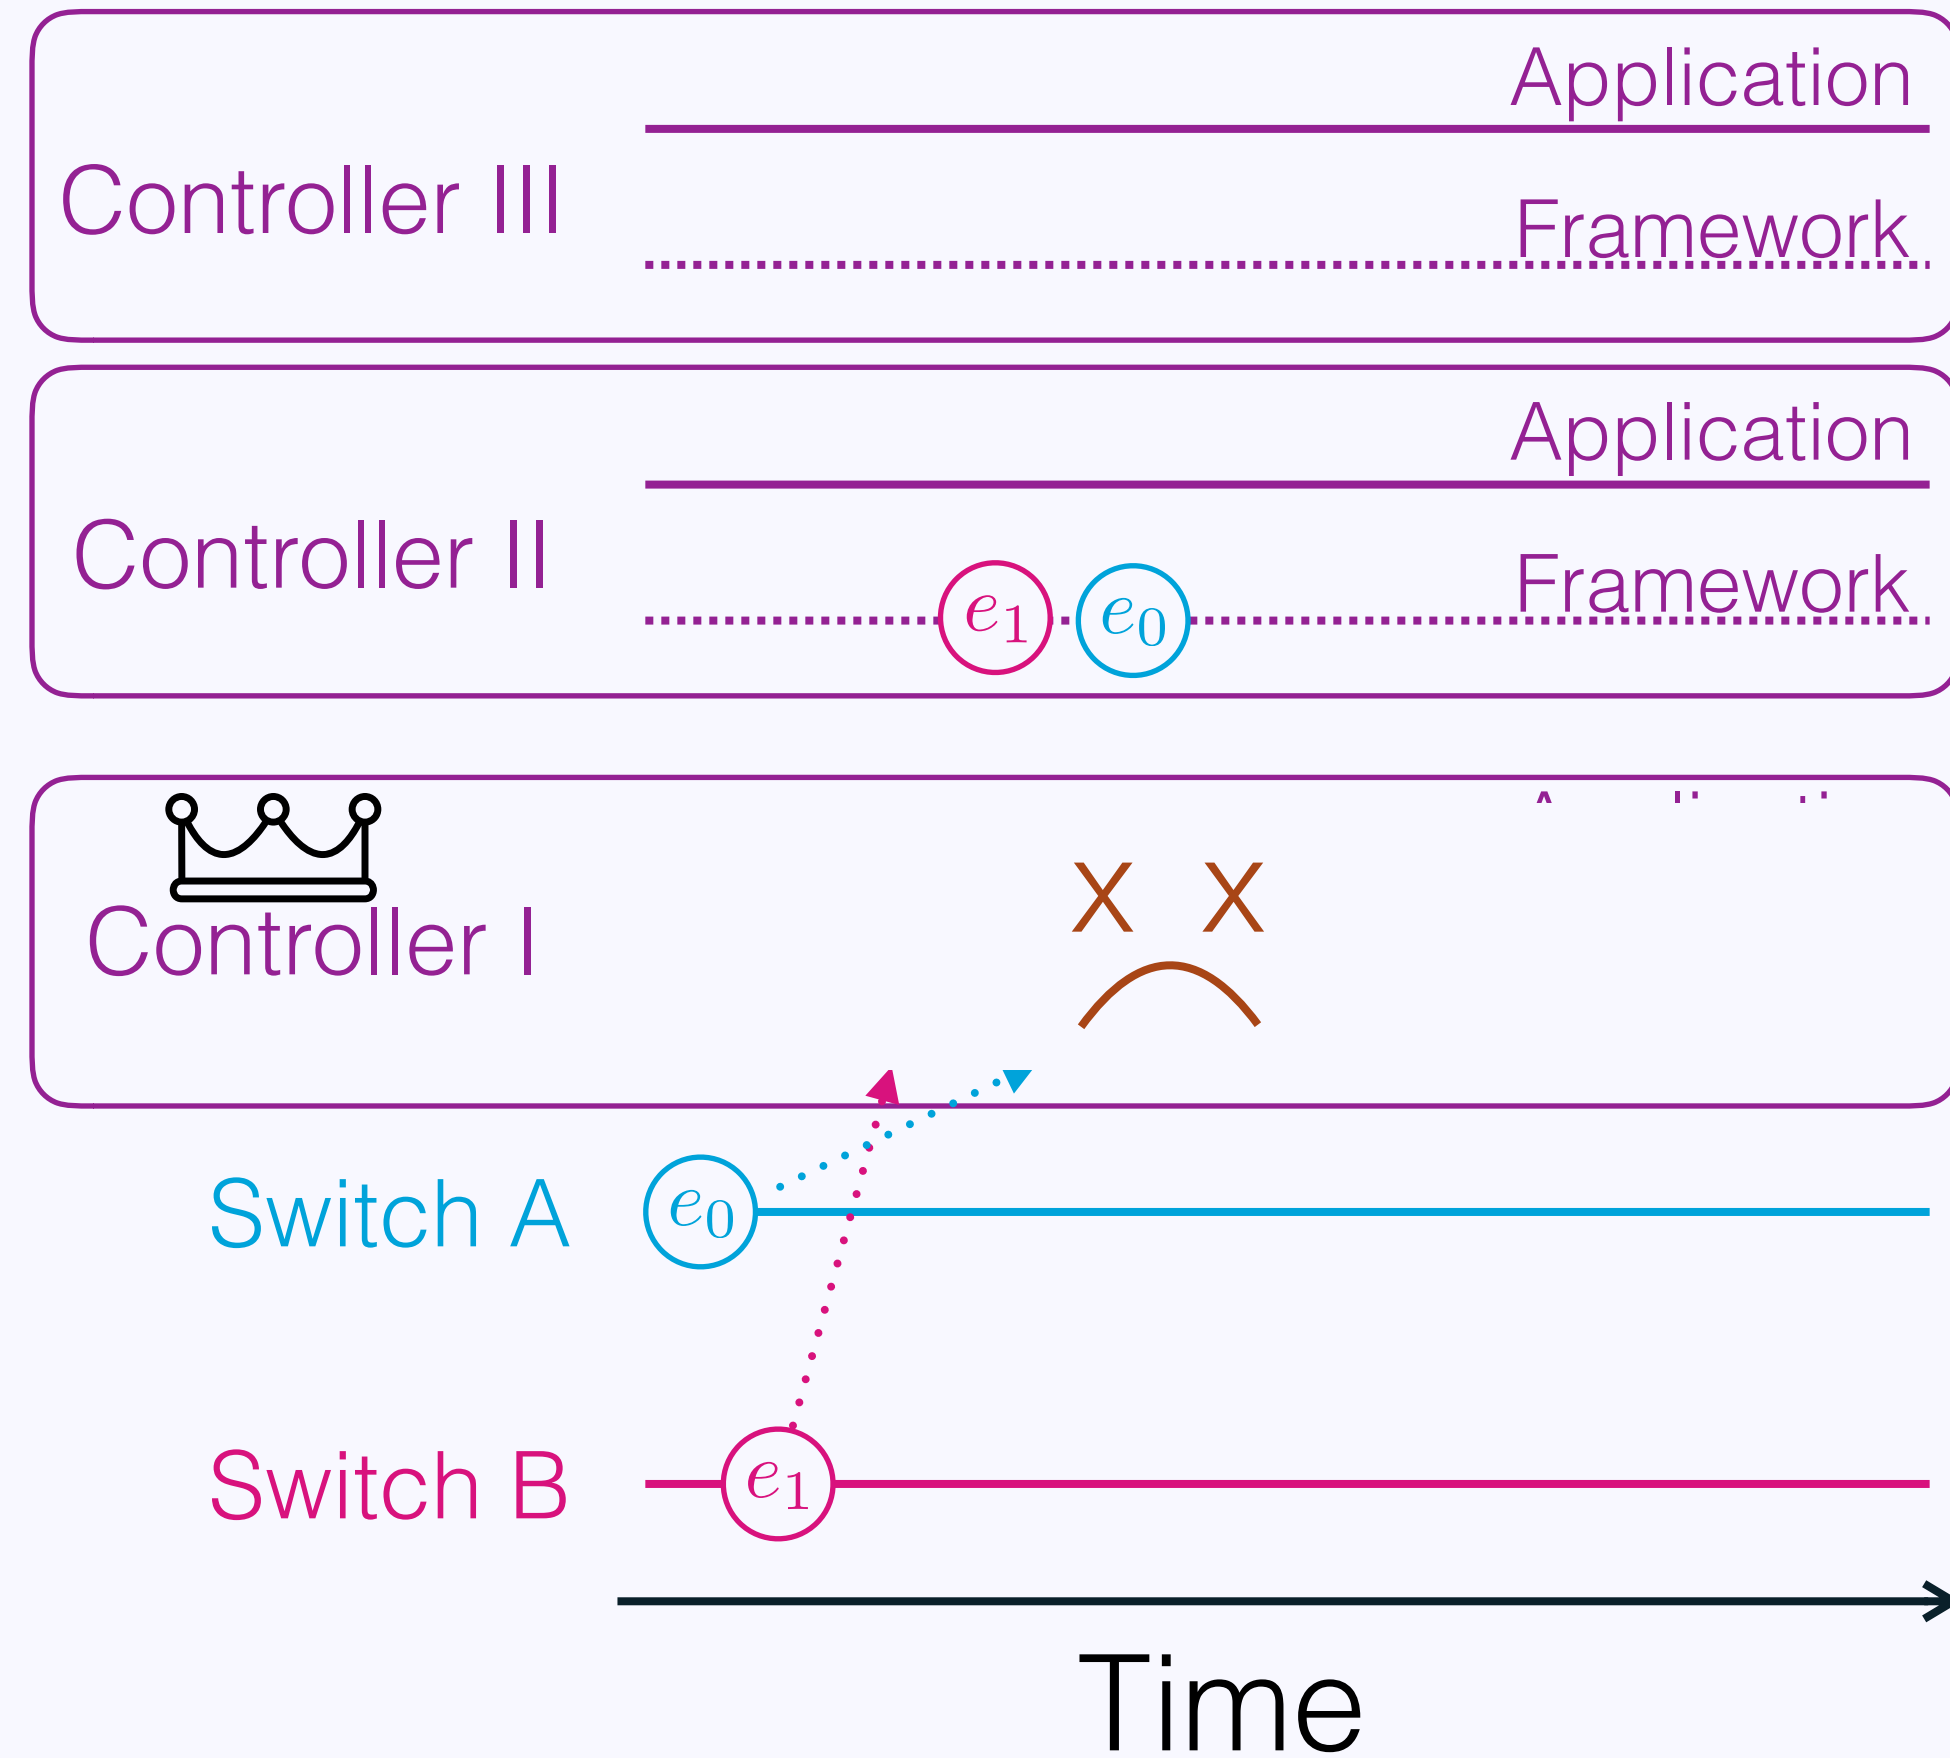 Application
Controller III
Framework
Application
Controller II
Framework
e1 e0
X X
Controller I
Switch A e0
Switch B e1
Time